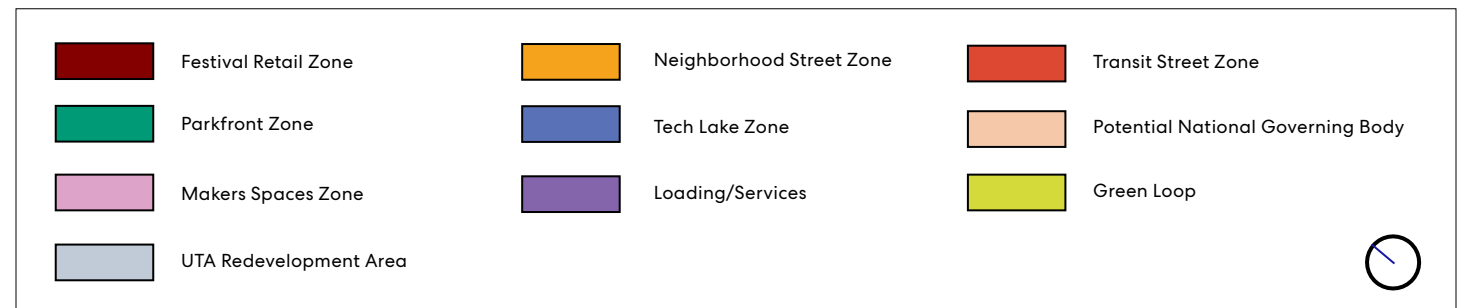 Festival Retail Zone
Neighborhood Street Zone
Transit Street Zone
Parkfront Zone
Tech Lake Zone
Potential National Governing Body
Makers Spaces Zone
Loading/Services
Green Loop
UTA Redevelopment Area